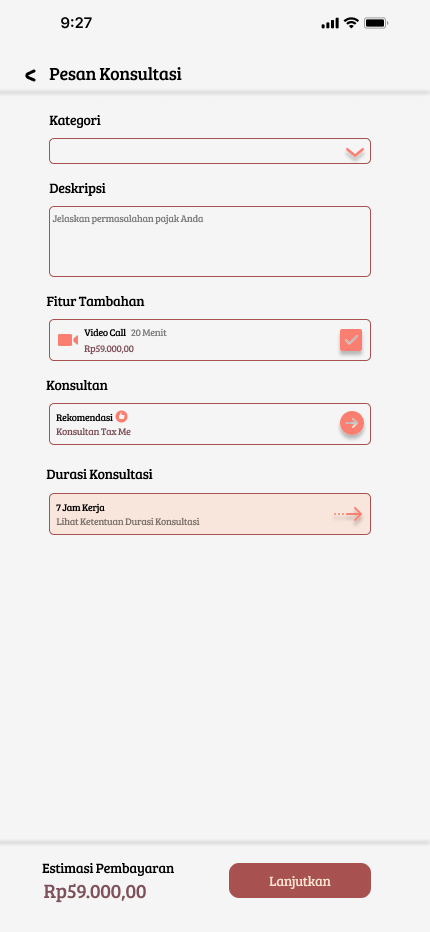 9:27
Pesan Konsultasi
Kategori
Deskripsi
Jelaskan permasalahan pajak Anda
Fitur Tambahan
Video Call 20 Menit
Rp59.000,00
Konsultan
Rekomendasi
Konsultan Tax Me
Durasi Konsultasi
7 Jam Kerja
Lihat Ketentuan Durasi Konsultasi
Estimasi Pembayaran
Rp59.000,00
Lanjutkan